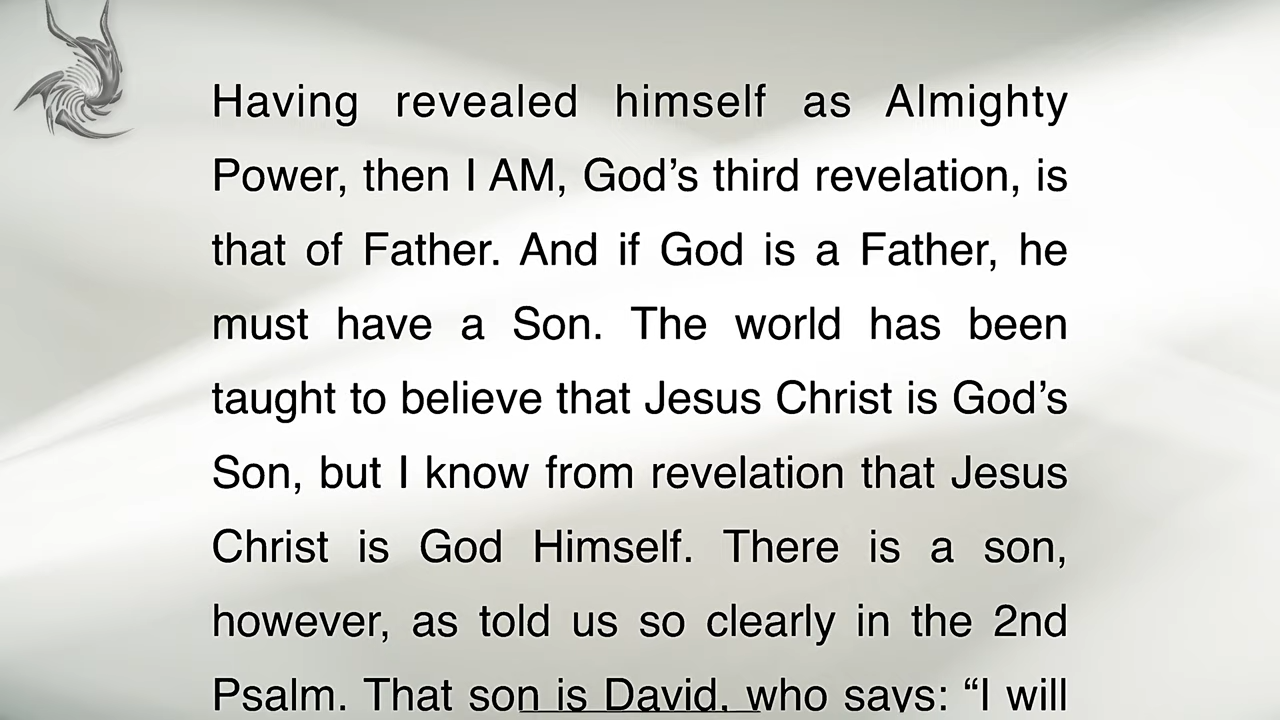 Having revealed himself as Almighty
Power, then I AM, God’s third revelation, is
that of Father. And if God is a Father, he
must have a Son. The world has been
taught to believe that Jesus Christ is God’s
Son, but I know from revelation that Jesus
Christ is God Himself. There is a son,
however, as told us so clearly in the 2nd
Psalm. That son is David, who says: “I will